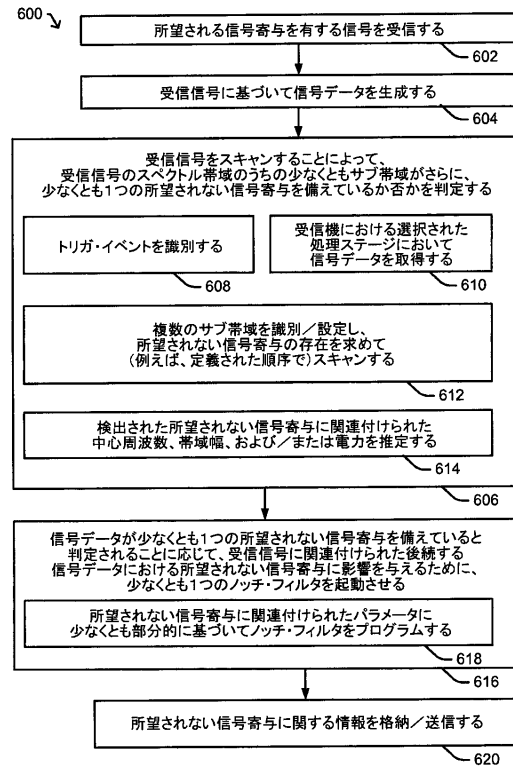 600
所望される信号寄与を有する信号を受信する
602
受信信号に基づいて信号データを生成する
604
受信信号をスキャンすることによって、
受信信号のスペクトル帯域のうちの少なくともサブ帯域がさらに、
少なくとも1つの所望されない信号寄与を備えているか否かを判定する
トリガ・イベントを識別する
608
受信機における選択された
処理ステージにおいて
信号データを取得する
610
複数のサブ帯域を識別／設定し、
所望されない信号寄与の存在を求めて
(例えば、定義された順序で)スキャンする
612
検出された所望されない信号寄与に関連付けられた
中心周波数、帯域幅、および／または電力を推定する
614
606
信号データが少なくとも1つの所望されない信号寄与を備えていると
判定されることに応じて、受信信号に関連付けられた後続する
信号データにおける所望されない信号寄与に影響を与えるために、
少なくとも1つのノッチ・フィルタを起動させる
所望されない信号寄与に関連付けられたパラメータに
少なくとも部分的に基づいてノッチ・フィルタをプログラムする
618
616
所望されない信号寄与に関する情報を格納／送信する
620